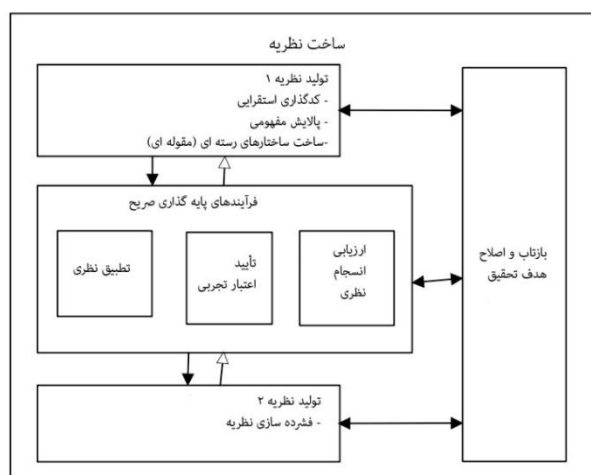 ساخت نظریه
تولید نظریه ۱
- کدگذاری استقرایی
- پالایش مفهومی
-ساخت ساختارهای رسته ای (مقوله ای)
فرآیندهای پایه گذاری صریح
ارزیابی
انسجام
نظری
تأیید
اعتبار تجربی
تطبیق نظری
بازتاب و اصلاح
هدف تحقیق
تولید نظریه ۲
- فشرده سازی نظریه